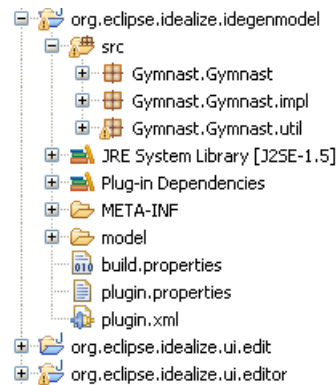 org.eclipse.idealize.idegenmodel
src
Gymnast.Gymnast
Gymnast.Gymnast.impl
Gymnast.Gymnast.util
JRE System Library [J2SE-1.5]
Plug-in Dependencies
META-INF
model
build.properties
plugin.properties
plugin.xml
org.eclipse.idealize.ui.edit
org.eclipse.idealize.ui.editor